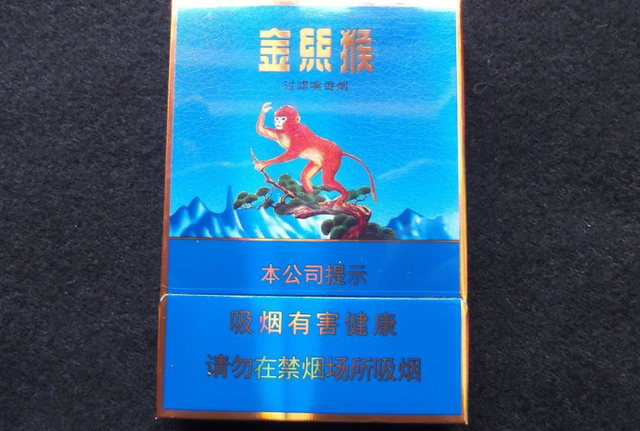 金丝猴
过滤嘴香烟
本公司提示
吸烟有害健康
请勿在禁烟场所吸烟